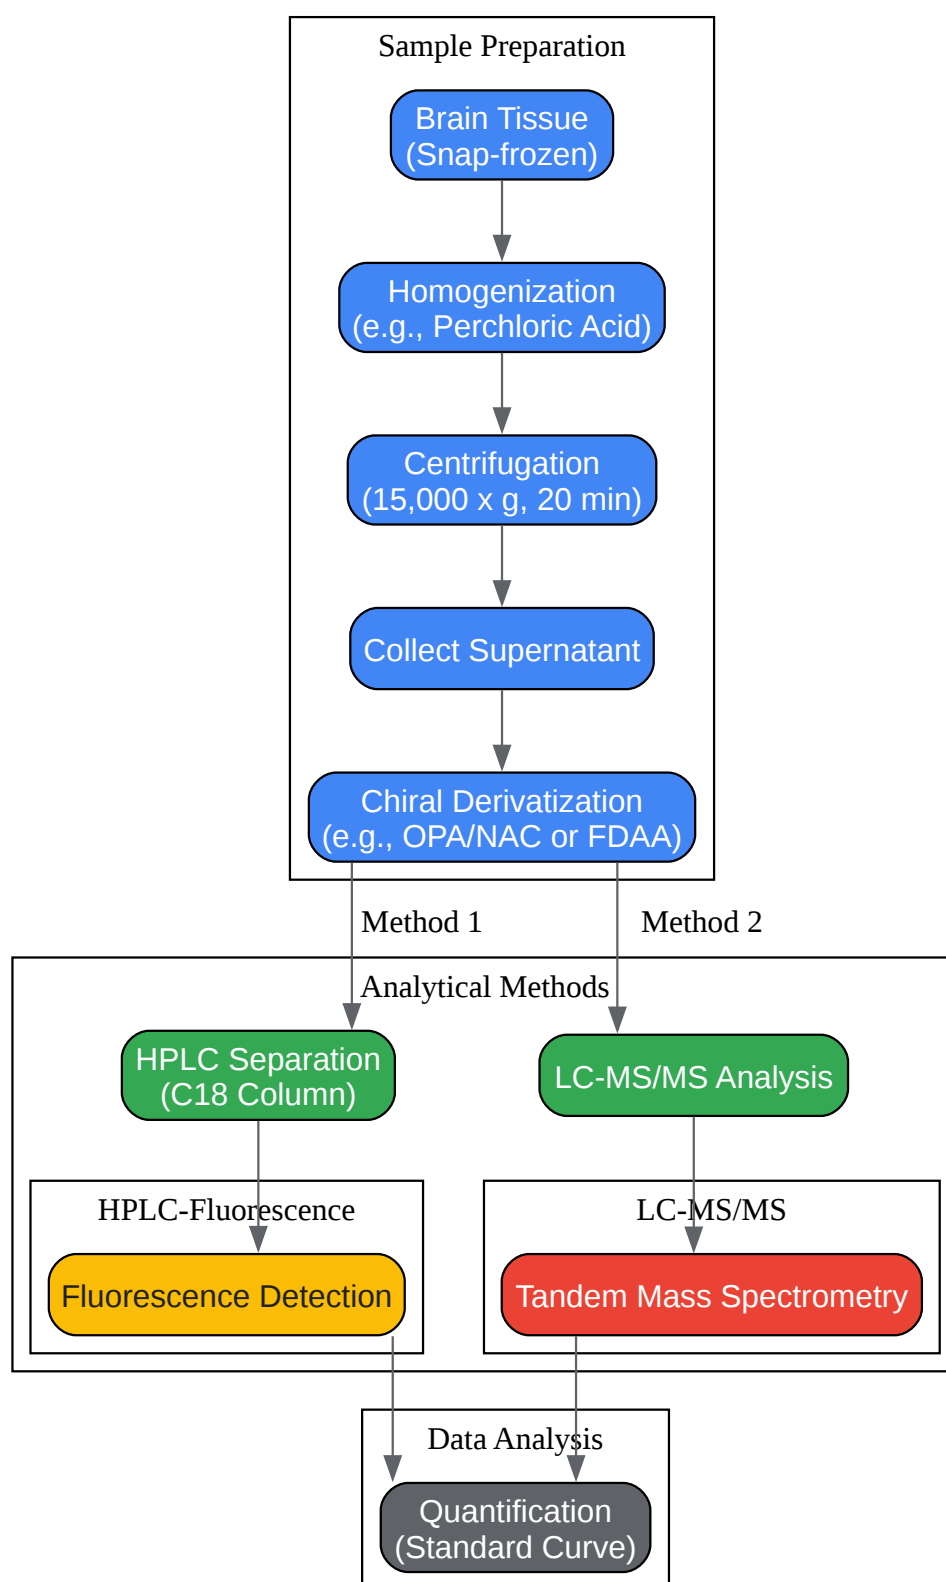 Sample Preparation
Brain Tissue
(Snap-frozen)
Homogenization
(e.g., Perchloric Acid)
Centrifugation
(15,000 x g, 20 min)
Collect Supernatant
Chiral Derivatization
(e.g., OPA/NAC or FDAA)
Method 1
Method 2
Analytical Methods
HPLC Separation
(C18 Column)
LC-MS/MS Analysis
HPLC-Fluorescence
LC-MS/MS
Fluorescence Detection
Tandem Mass Spectrometry
Data Analysis
Quantification
(Standard Curve)